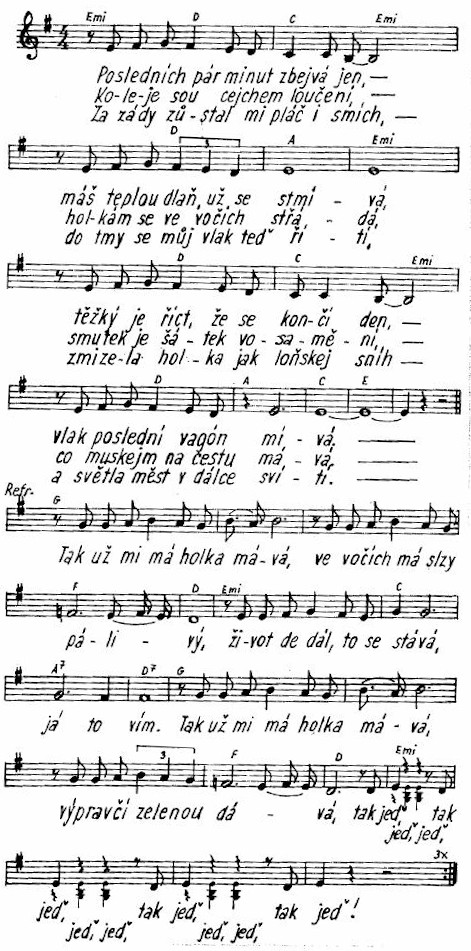 Emi D C Emi
4/4
Posledních pár minut zbejvá jen, —
Ko-le-je sou cejchem loučení, —
Za zády zů-stal mi pláč i smích, —
D 3 A Emi
máš teplou dlaň, už se stmí - vá,
hol-kám se ve vočích střá - dá,
do tmy se můj vlak teď ří - tí,
Emi D C Emi
těžký je říct, že se kon-čí den, —
smutek je šá-tek vo-sa-mě-ní, —
zmize-la hol-ka jak loňskej sníh —
Emi D A C E
vlak poslední vagón mí-vá. —
co muskejm na cestu má-vá, —
a světla měst v dálce sví-tí. —
Refr.
G
Tak už mi má holka má-vá, ve vočích má slzy
F D Emi C
pá-li - vý, ži-vot de dál, to se stává,
A7 D7 G
já to vím. Tak už mi má holka má-vá,
3 F D Emi
výpravčí zelenou dá - vá, tak jeď, tak
jeď, jeď,
3x
jeď, tak jeď, tak jeď!
jeď, jeď, jeď, jeď,